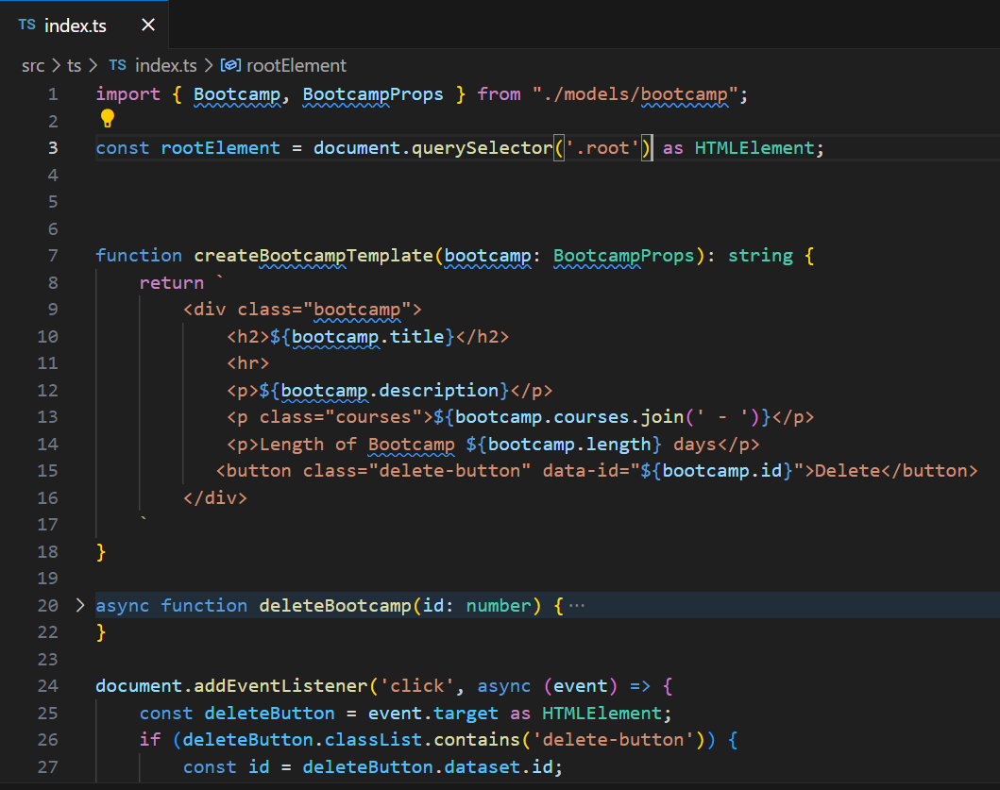 TS index.ts ×
src > ts > TS index.ts > rootElement
1 import { Bootcamp, BootcampProps } from "./models/bootcamp";
2
3 const rootElement = document.querySelector('.root') as HTMLElement;
4
5
6
7 function createBootcampTemplate(bootcamp: BootcampProps): string {
8     return `
9         <div class="bootcamp">
10             <h2>${bootcamp.title}</h2>
11             <hr>
12             <p>${bootcamp.description}</p>
13             <p class="courses">${bootcamp.courses.join(' - ')}</p>
14             <p>Length of Bootcamp ${bootcamp.length} days</p>
15            <button class="delete-button" data-id="${bootcamp.id}">Delete</button>
16         </div>
17     `
18 }
19
20 > async function deleteBootcamp(id: number) {···
22 }
23
24 document.addEventListener('click', async (event) => {
25     const deleteButton = event.target as HTMLElement;
26     if (deleteButton.classList.contains('delete-button')) {
27         const id = deleteButton.dataset.id;